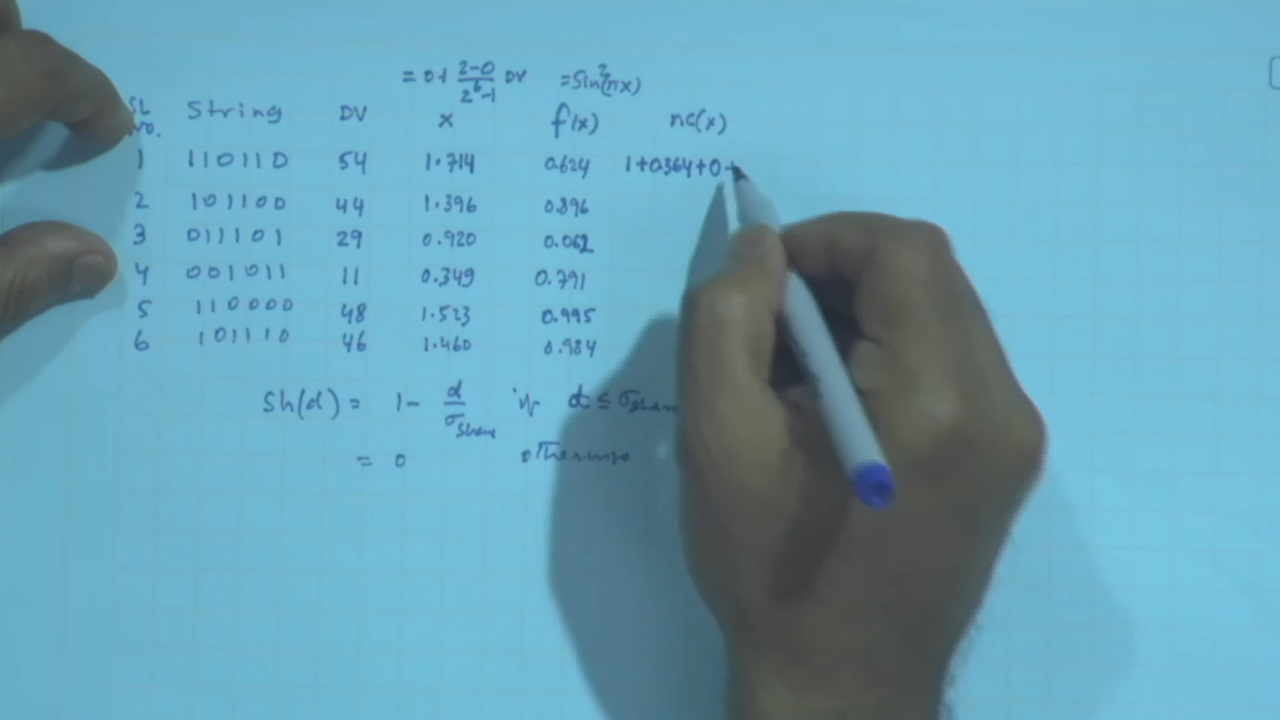 = 0+ (2-0)/(2^6-1) DV =Sin²(πx)
SL NO. String DV x f(x) nc(x)
1 110110 54 1.714 0.624 1+0.364+0+
2 101100 44 1.396 0.896
3 011101 29 0.920 0.062
4 001011 11 0.349 0.791
5 110000 48 1.523 0.995
6 101110 46 1.460 0.984
Sh(d) = 1- d/σshare if d ≤ σshare
= 0 otherwise